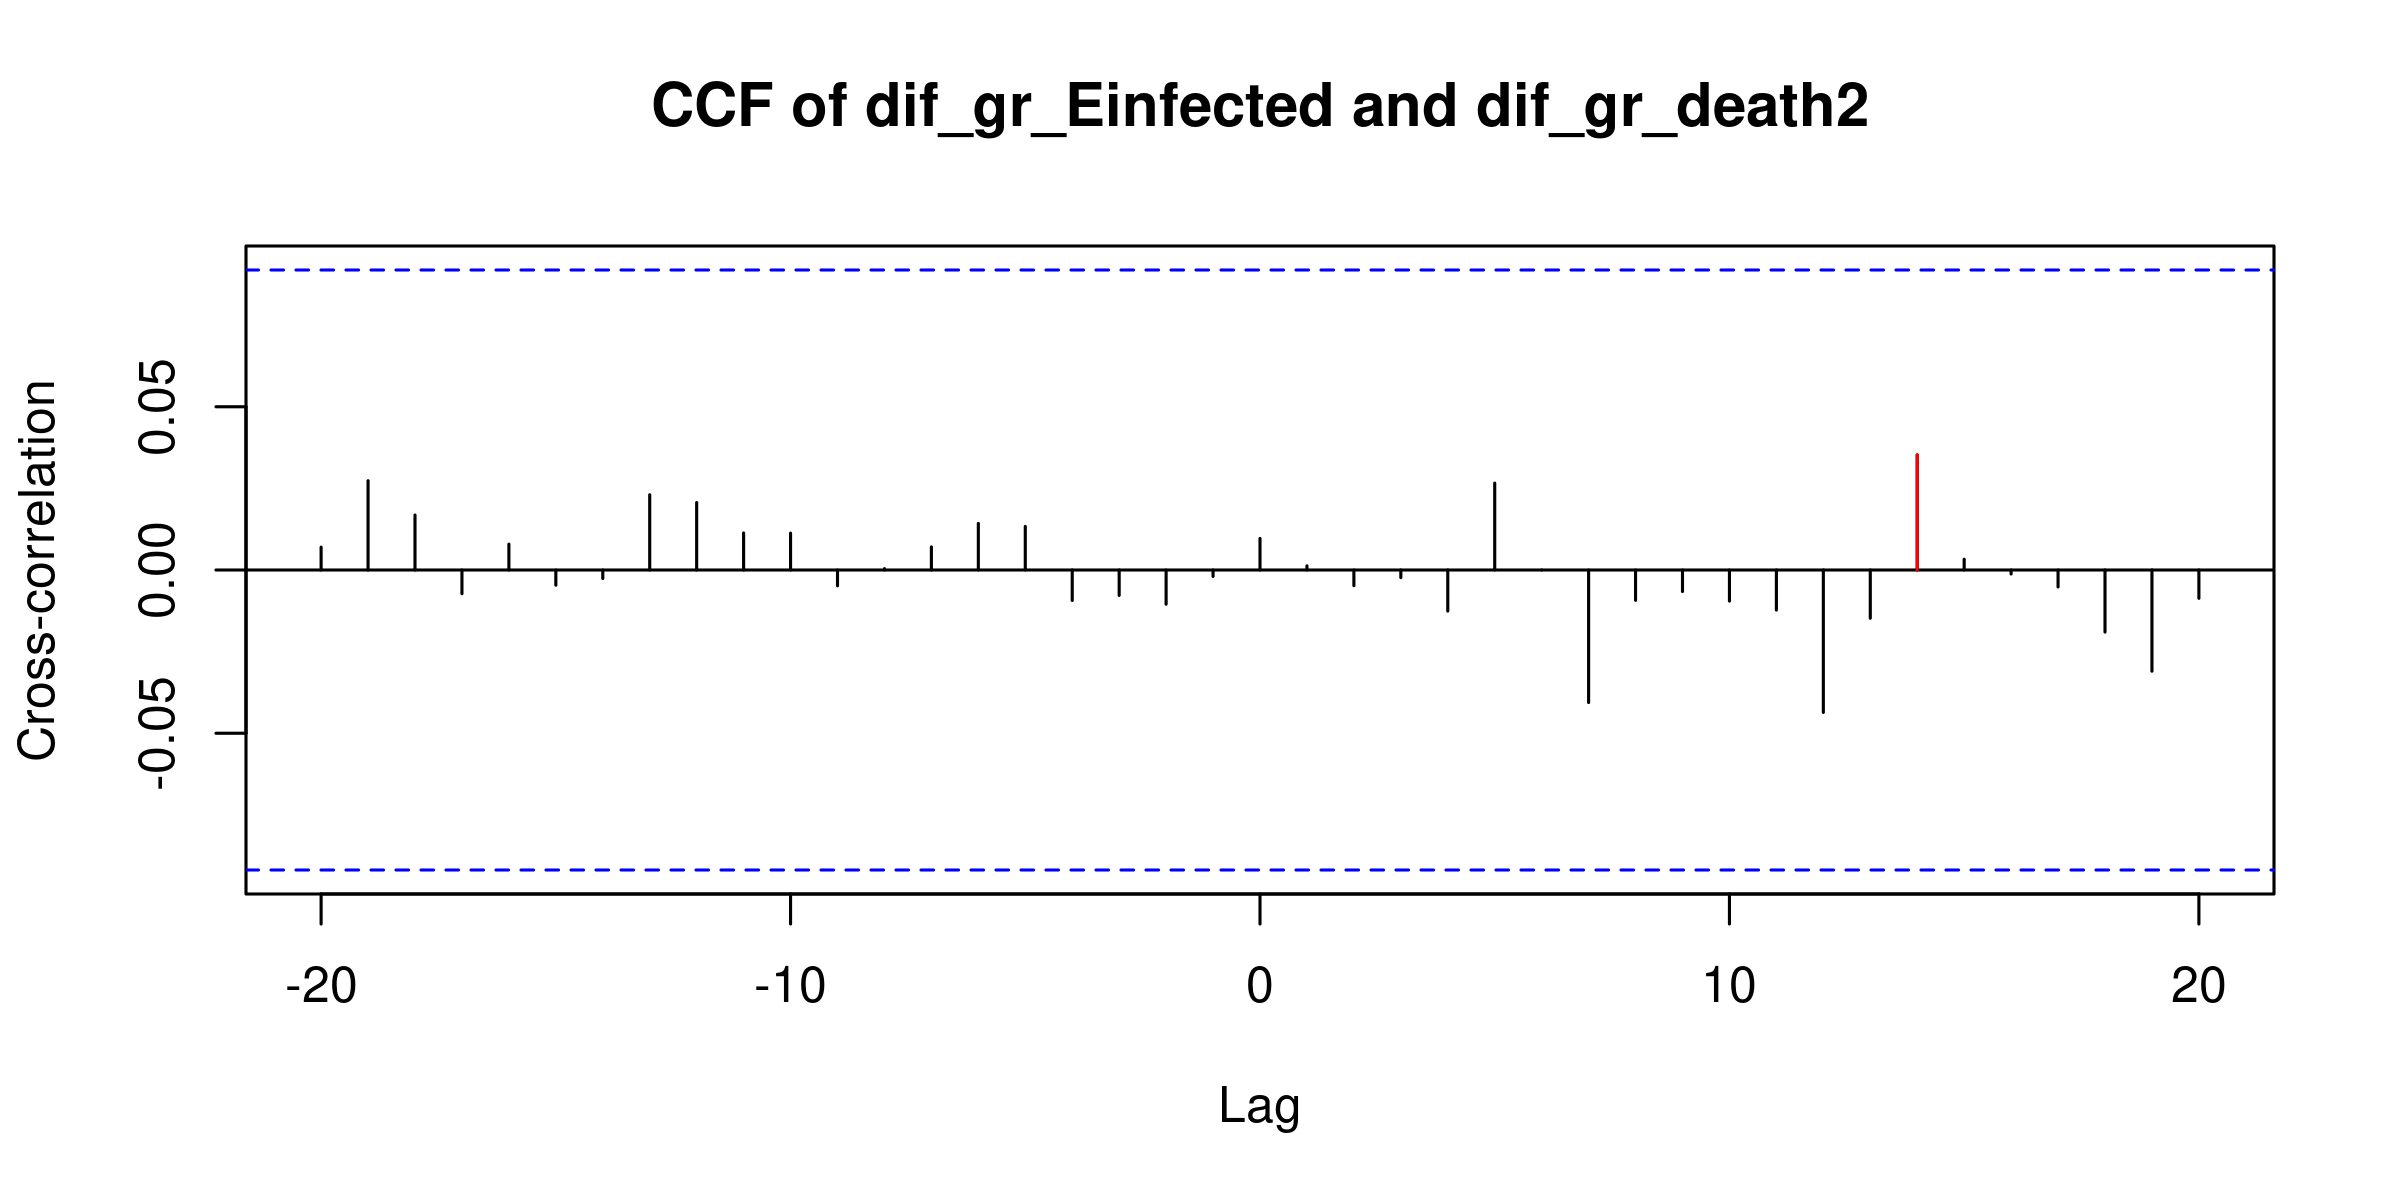 CCF of dif_gr_Einfected and dif_gr_death2
Cross-correlation
0.05
0.00
-0.05
-20 -10 0 10 20
Lag